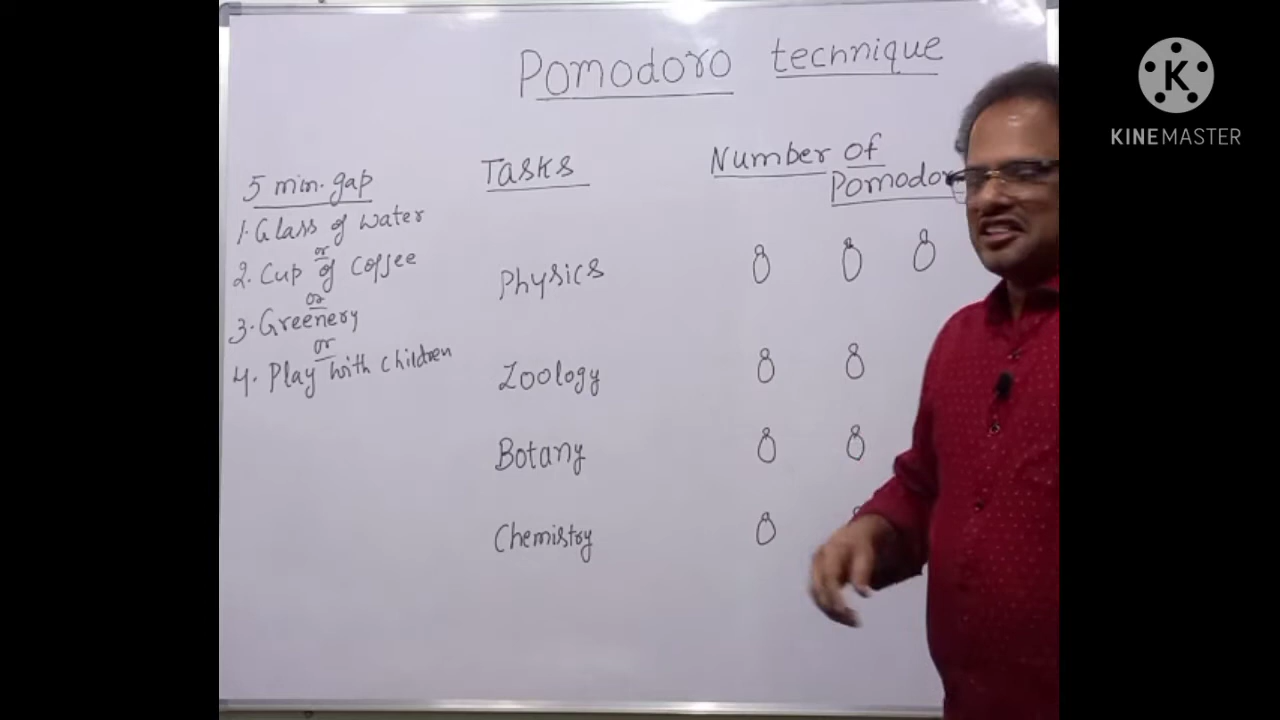 Pomodoro technique
5 min. gap
1. Glass of water
or
2. Cup of coffee
or
3. Greenery
or
4. Play with children
Tasks
Physics
Zoology
Botany
Chemistry
Number of
Pomodor
KINEMASTER